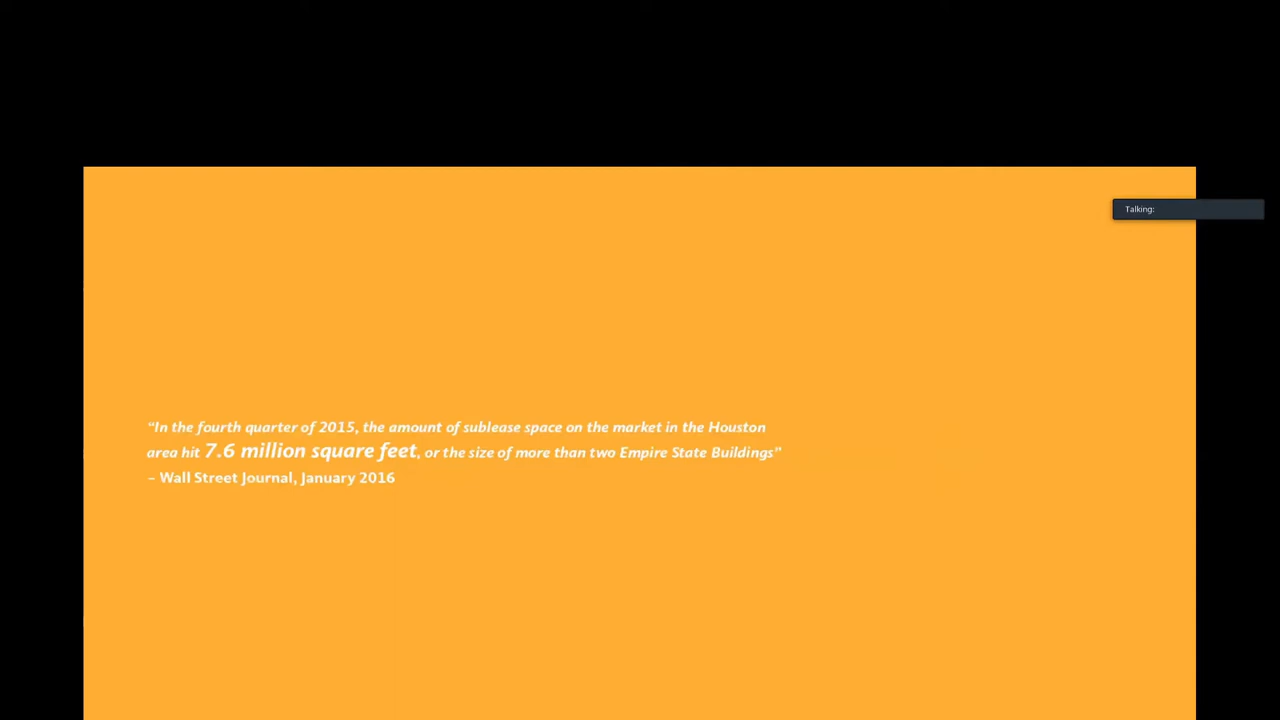 Talking:
“In the fourth quarter of 2015, the amount of sublease space on the market in the Houston
area hit 7.6 million square feet, or the size of more than two Empire State Buildings”
– Wall Street Journal, January 2016